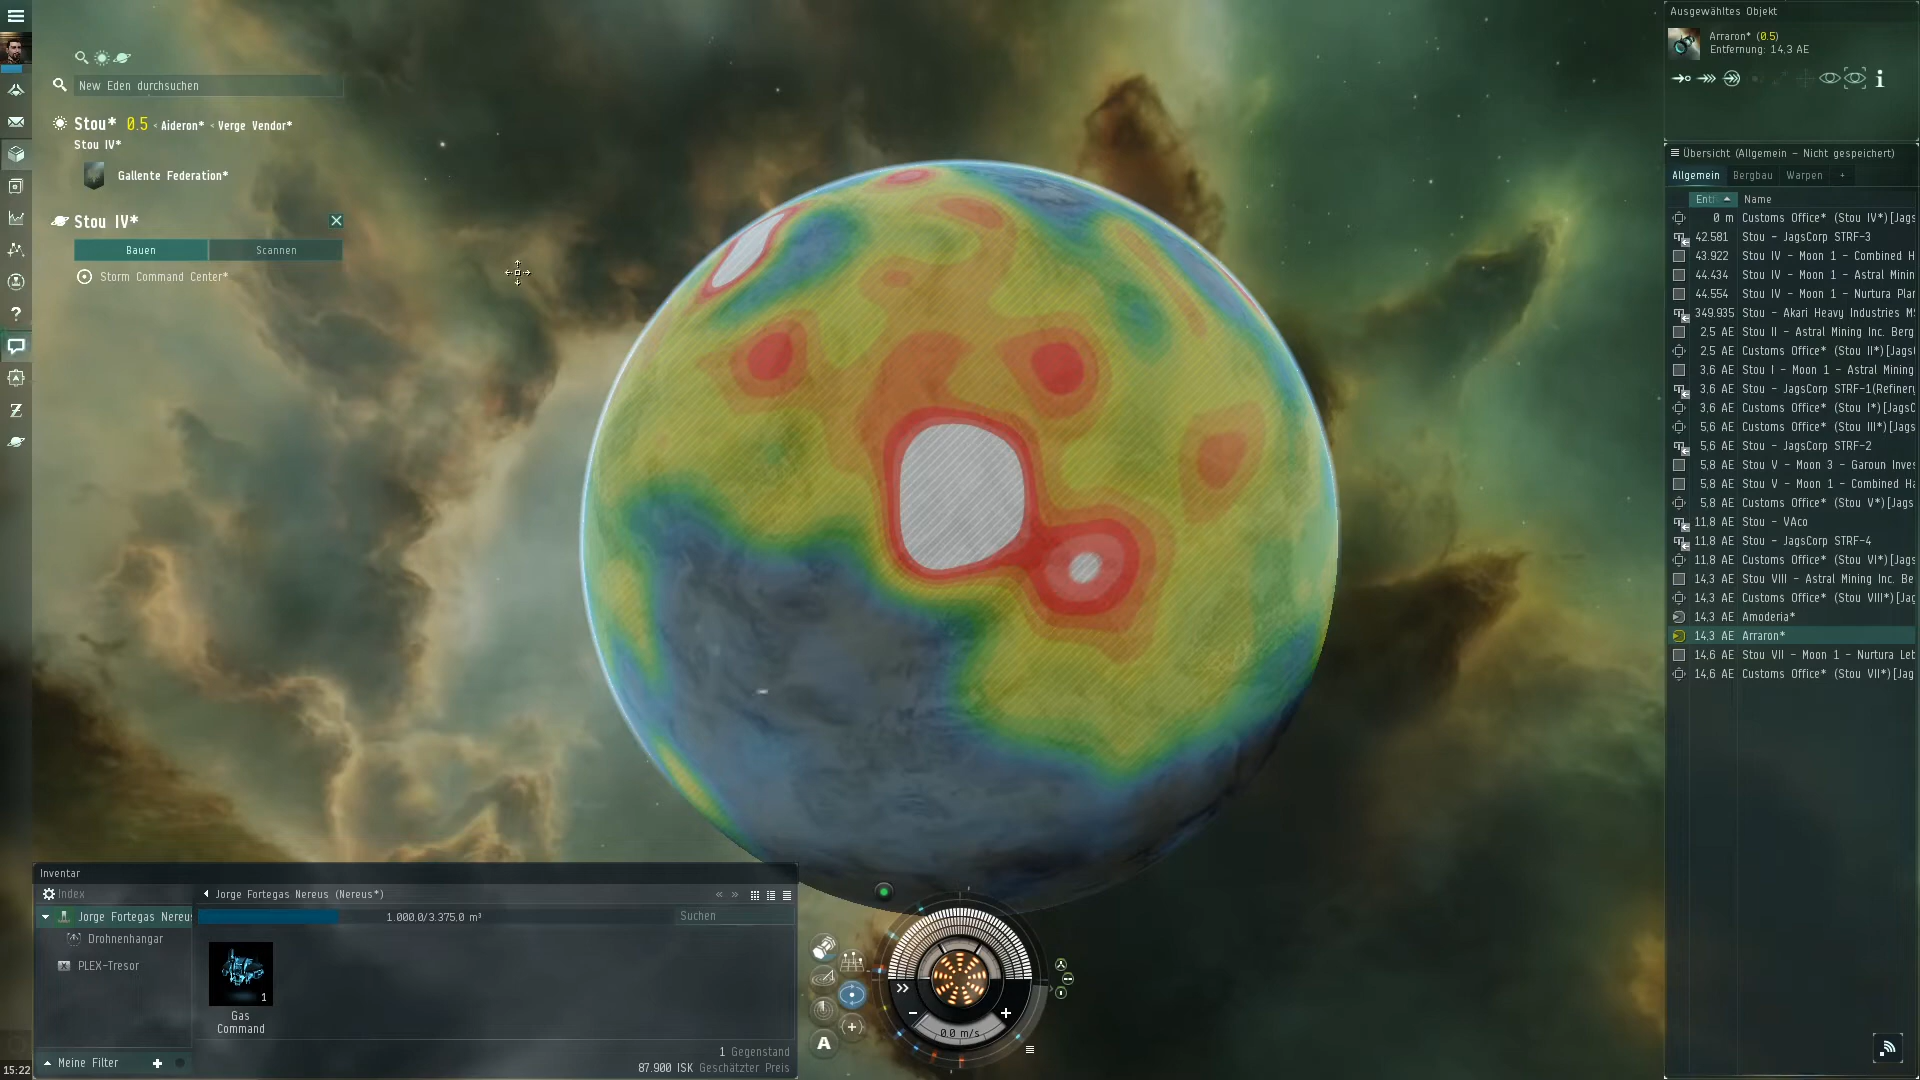 New Eden durchsuchen
Stou* 0.5 < Aideron* < Verge Vendor*
Stou IV*
Gallente Federation*
Stou IV*
Bauen Scannen
Storm Command Center*
Ausgewähltes Objekt
Arraron* (0.5)
Entfernung: 14,3 AE
Übersicht (Allgemein - Nicht gespeichert)
Allgemein Bergbau Warpen +
Ent Name
0 m Customs Office* (Stou IV*)[Jags
42.581 Stou - JagsCorp STRF-3
43.922 Stou IV - Moon 1 - Combined H
44.434 Stou IV - Moon 1 - Astral Minin
44.554 Stou IV - Moon 1 - Nurtura Plan
349.935 Stou - Akari Heavy Industries
2,5 AE Stou II - Astral Mining Inc. Berg
2,5 AE Customs Office* (Stou II*)[Jags
3,6 AE Stou I - Moon 1 - Astral Mining
3,6 AE Stou - JagsCorp STRF-1(Refinery
3,6 AE Customs Office* (Stou I*)[JagsC
5,6 AE Customs Office* (Stou III*)[Jags
5,6 AE Stou - JagsCorp STRF-2
5,8 AE Stou V - Moon 3 - Garoun Inves
5,8 AE Stou V - Moon 1 - Combined Ha
5,8 AE Customs Office* (Stou V*)[Jags
11,8 AE Stou - VAco
11,8 AE Stou - JagsCorp STRF-4
11,8 AE Customs Office* (Stou VI*)[Jags
14,3 AE Stou VIII - Astral Mining Inc. Be
14,3 AE Customs Office* (Stou VIII*)[Jag
14,3 AE Amoderia*
14,3 AE Arraron*
14,6 AE Stou VII - Moon 1 - Nurtura Leb
14,6 AE Customs Office* (Stou VII*)[Jag
Inventar
Index
Jorge Fortegas Nereus (Nereus*)
Jorge Fortegas Nereus
1.000,0/3.375,0 m³
Suchen
Drohnenhangar
PLEX-Tresor
1
Gas
Command
Meine Filter
1 Gegenstand
87.900 ISK Geschätzter Preis
0,0 m/s
A
15:22